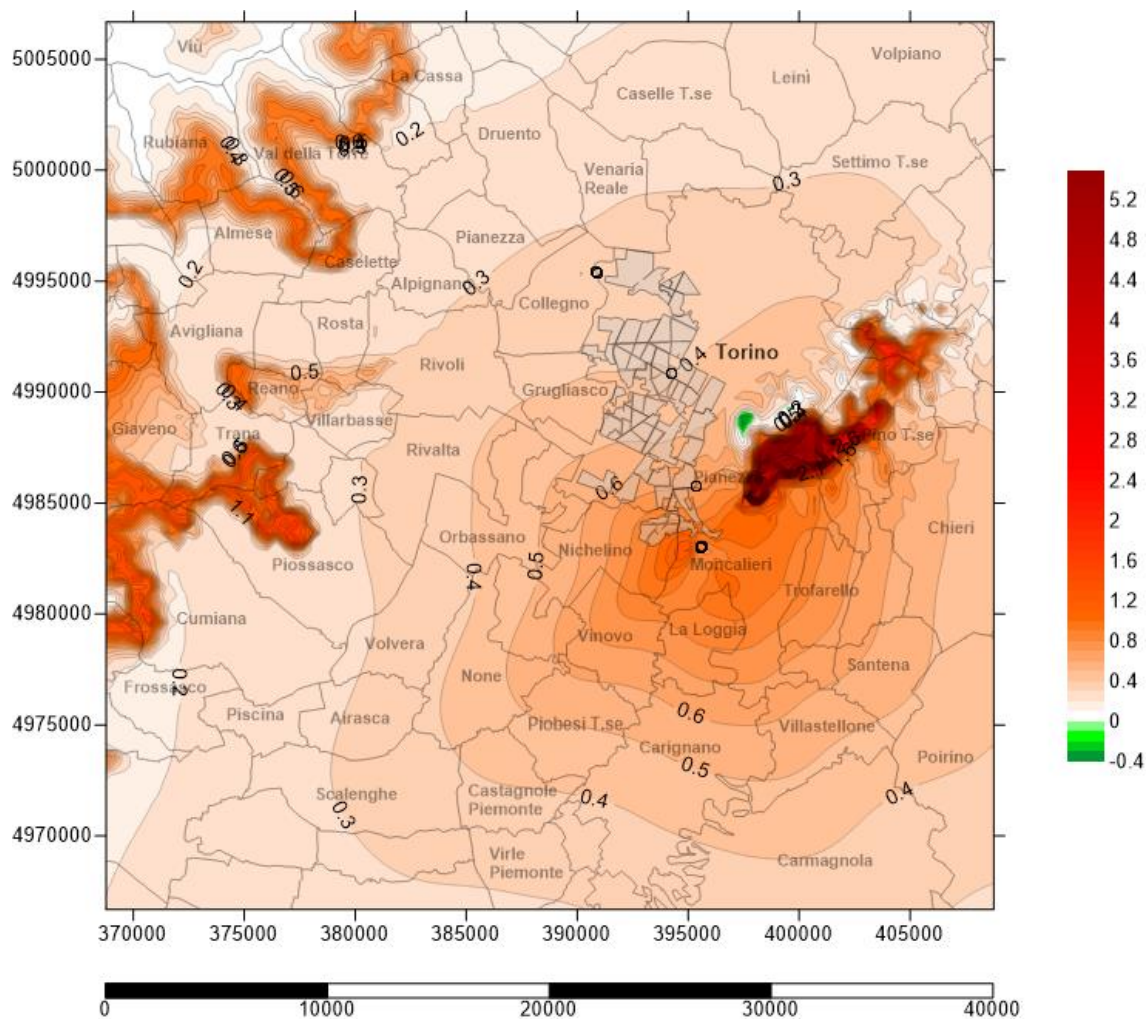 5005000
5000000
4995000
4990000
4985000
4980000
4975000
4970000
Viù
La Cassa
Volpiano
Leinì
Caselle T.se
Rubiana
Val della Torre
0.2
Druento
Venaria
Reale
Settimo T.se
0.3
Almese
Pianezza
Caselette
0.2
Alpignano
0.3
Collegno
Avigliana
Rosta
Torino
0.4
Rivoli
0.5
Reano
Grugliasco
Villarbasse
Giaveno
Trana
Rivalta
Pianezza
0.6
0.3
1.1
Chieri
Orbassano
0.5
Nichelino
Moncalieri
Piossasco
0.4
Trofarello
Cumiana
La Loggia
Vinovo
Volvera
Santena
0.2
Frossasco
None
Piscina
Airasca
0.6
Piobesi T.se
Villastellone
Carignano
0.5
Poirino
0.4
Scalenghe
Castagnole
Piemonte
0.4
0.3
Virle
Piemonte
Carmagnola
370000 375000 380000 385000 390000 395000 400000 405000
0 10000 20000 30000 40000
5.2
4.8
4.4
4
3.6
3.2
2.8
2.4
2
1.6
1.2
0.8
0.4
0
-0.4